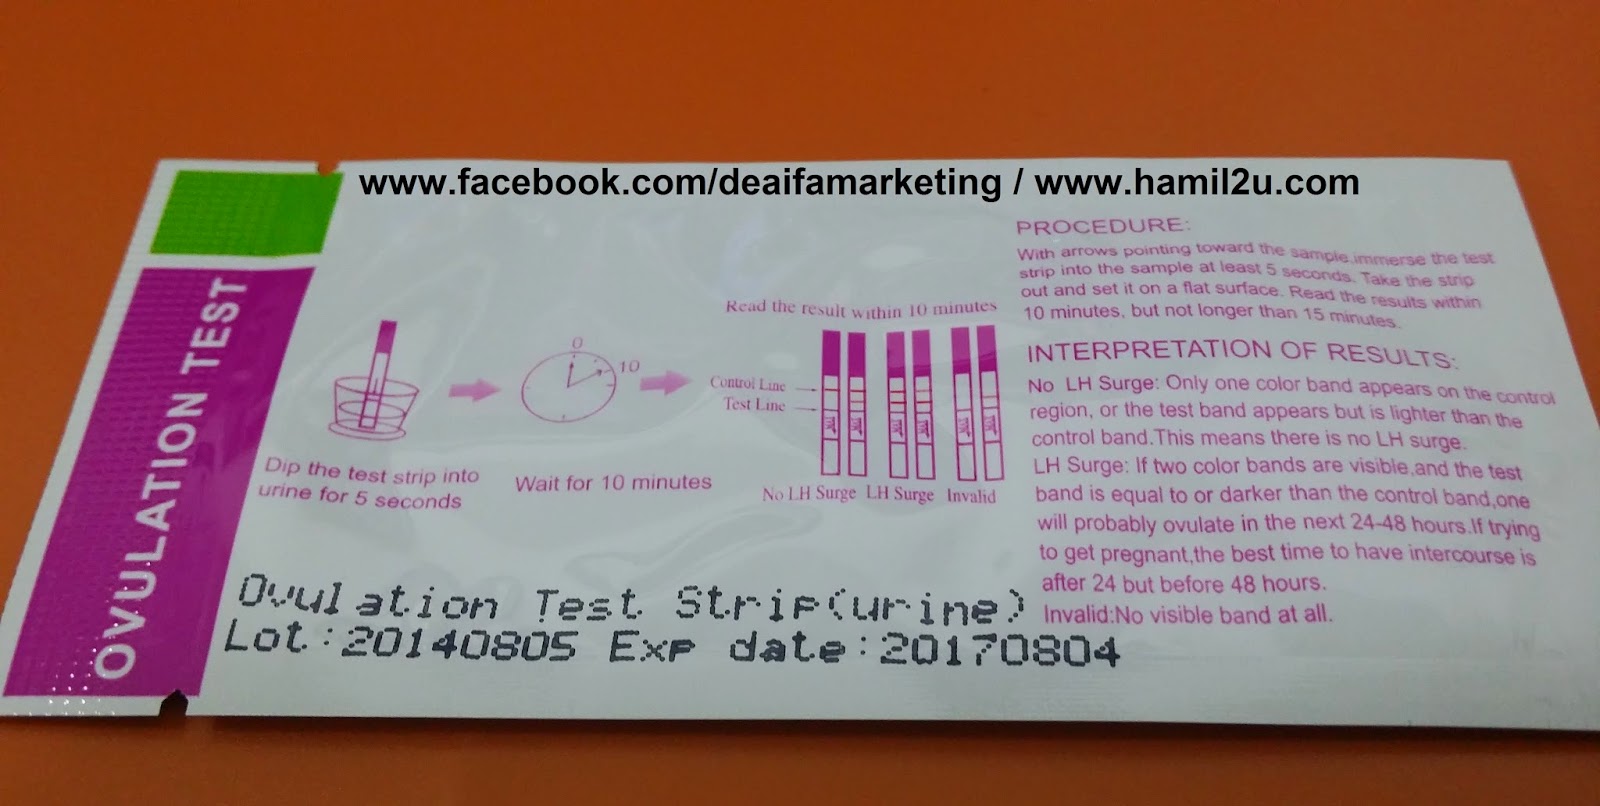 www.facebook.com/deaifamarketing / www.hamil2u.com
OVULATION TEST
Dip the test strip into
urine for 5 seconds
0
10
Wait for 10 minutes
Read the result within 10 minutes
Control Line
Test Line
No LH Surge LH Surge Invalid
PROCEDURE:
With arrows pointing toward the sample,immerse the test
strip into the sample at least 5 seconds. Take the strip
out and set it on a flat surface. Read the results within
10 minutes, but not longer than 15 minutes.
INTERPRETATION OF RESULTS:
No LH Surge: Only one color band appears on the control
region, or the test band appears but is lighter than the
control band.This means there is no LH surge.
LH Surge: If two color bands are visible,and the test
band is equal to or darker than the control band,one
will probably ovulate in the next 24-48 hours.If trying
to get pregnant,the best time to have intercourse is
after 24 but before 48 hours.
Invalid:No visible band at all.
Ovulation Test Strip(urine)
Lot:20140805 Exp date:20170804